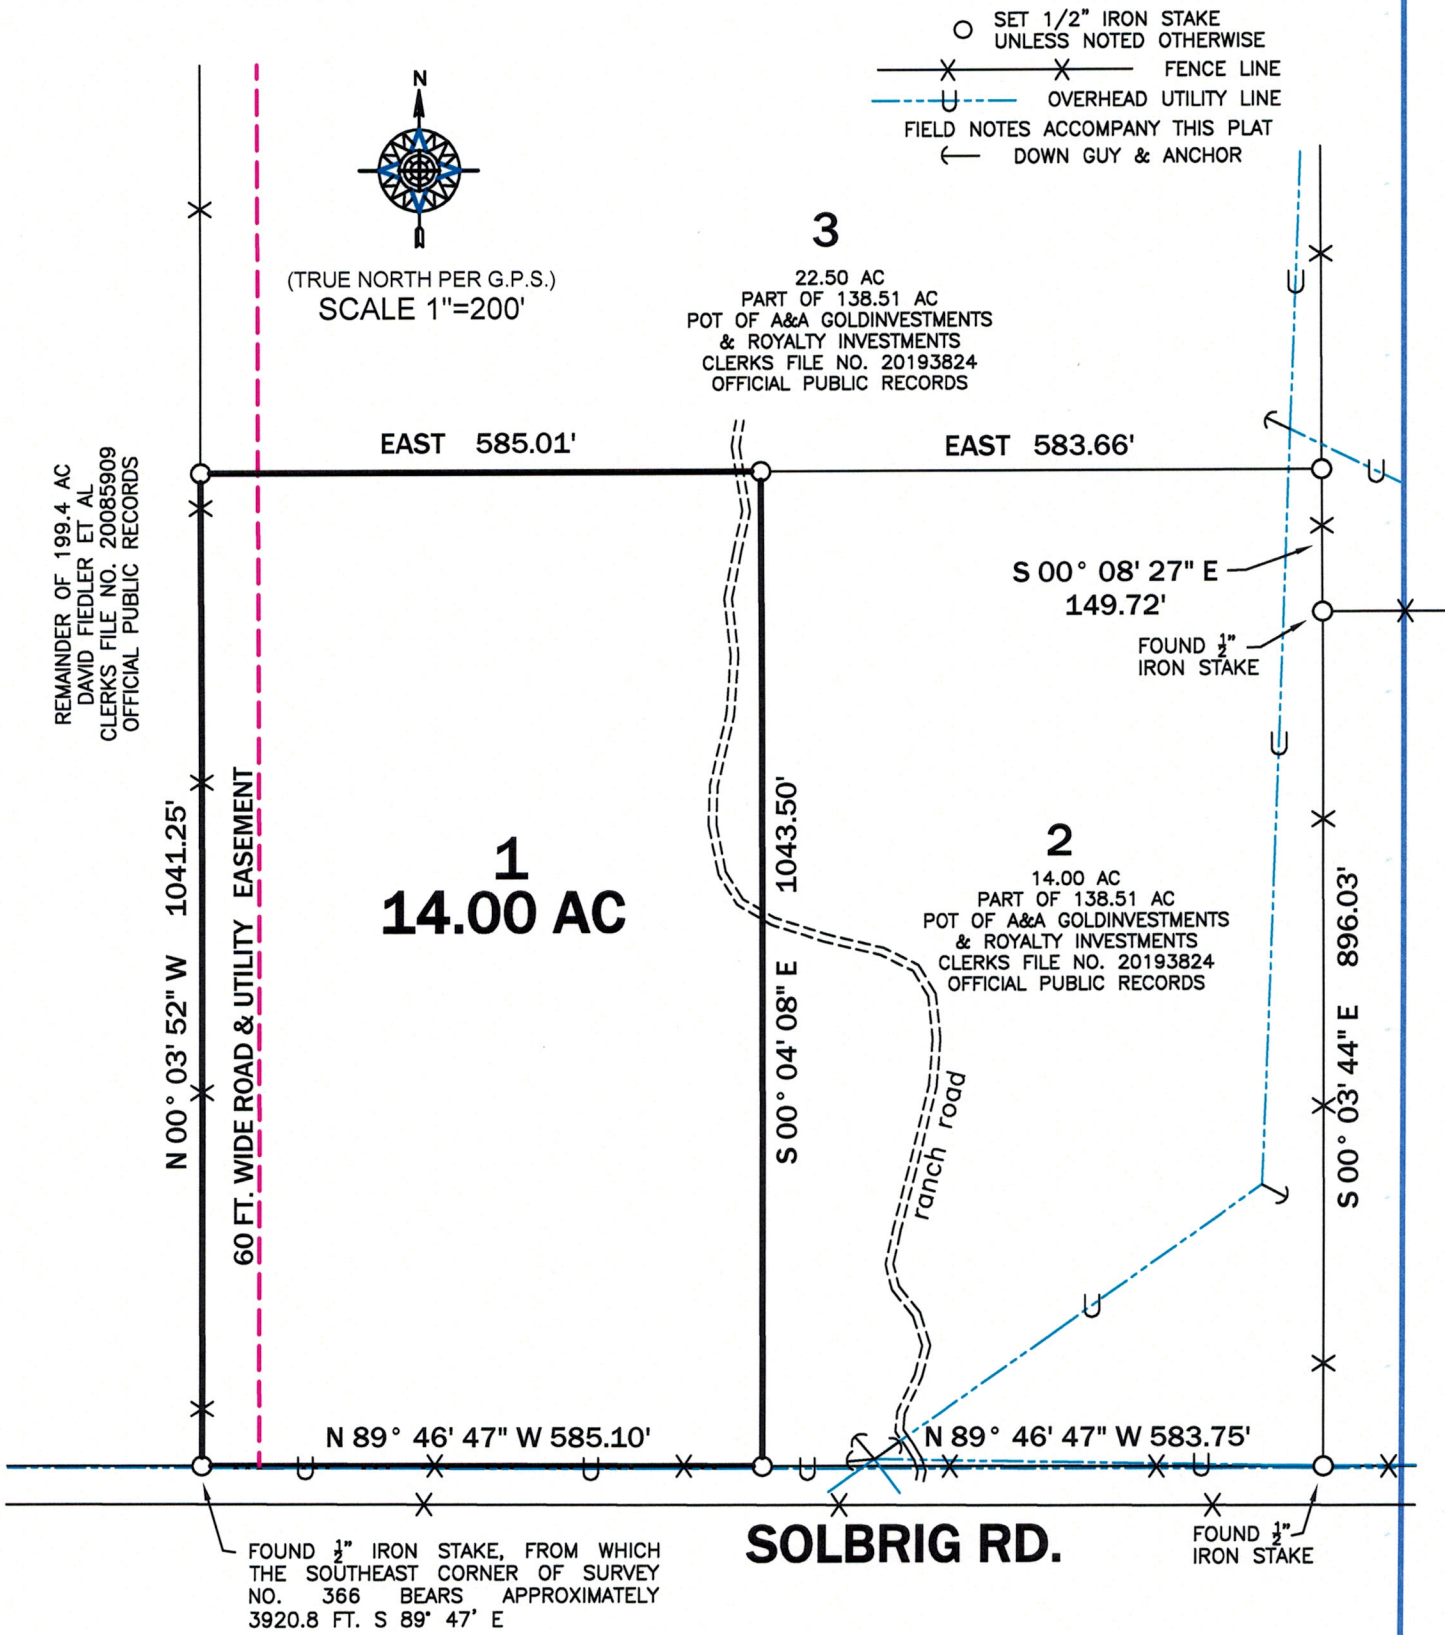 SET 1/2" IRON STAKE
UNLESS NOTED OTHERWISE
FENCE LINE
U
OVERHEAD UTILITY LINE
FIELD NOTES ACCOMPANY THIS PLAT
DOWN GUY & ANCHOR
N
(TRUE NORTH PER G.P.S.)
SCALE 1"=200'
3
22.50 AC
PART OF 138.51 AC
POT OF A&A GOLDINVESTMENTS
& ROYALTY INVESTMENTS
CLERKS FILE NO. 20193824
OFFICIAL PUBLIC RECORDS
U
EAST 585.01'
EAST 583.66'
U
REMAINDER OF 199.4 AC
DAVID FIEDLER ET AL
CLERKS FILE NO. 20085909
OFFICIAL PUBLIC RECORDS
S 00° 08' 27" E
149.72'
FOUND ½"
IRON STAKE
U
N 00° 03' 52" W 1041.25'
60 FT. WIDE ROAD & UTILITY EASEMENT
1
14.00 AC
S 00° 04' 08" E 1043.50'
2
14.00 AC
PART OF 138.51 AC
POT OF A&A GOLDINVESTMENTS
& ROYALTY INVESTMENTS
CLERKS FILE NO. 20193824
OFFICIAL PUBLIC RECORDS
S 00° 03' 44" E 896.03'
ranch road
U
N 89° 46' 47" W 585.10'
N 89° 46' 47" W 583.75'
U U U U
SOLBRIG RD.
FOUND ½" IRON STAKE, FROM WHICH
THE SOUTHEAST CORNER OF SURVEY
NO. 366 BEARS APPROXIMATELY
3920.8 FT. S 89° 47' E
FOUND ½"
IRON STAKE